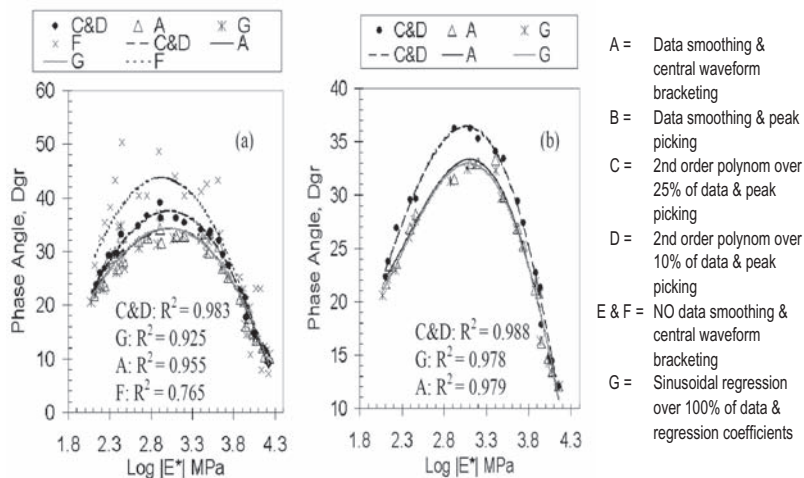 C&D A G
F C&D A
G F
60
50
40
30
20
10
0
Phase Angle, Dgr
(a)
C&D: R² = 0.983
G: R² = 0.925
A: R² = 0.955
F: R² = 0.765
1.8 2.3 2.8 3.3 3.8 4.3
Log |E*| MPa
C&D A G
C&D A G
40
35
30
25
20
15
10
Phase Angle, Dgr
(b)
C&D: R² = 0.988
G: R² = 0.978
A: R² = 0.979
1.8 2.3 2.8 3.3 3.8 4.3
Log |E*| MPa
A = Data smoothing &
central waveform
bracketing
B = Data smoothing & peak
picking
C = 2nd order polynom over
25% of data & peak
picking
D = 2nd order polynom over
10% of data & peak
picking
E & F = NO data smoothing &
central waveform
bracketing
G = Sinusoidal regression
over 100% of data &
regression coefficients